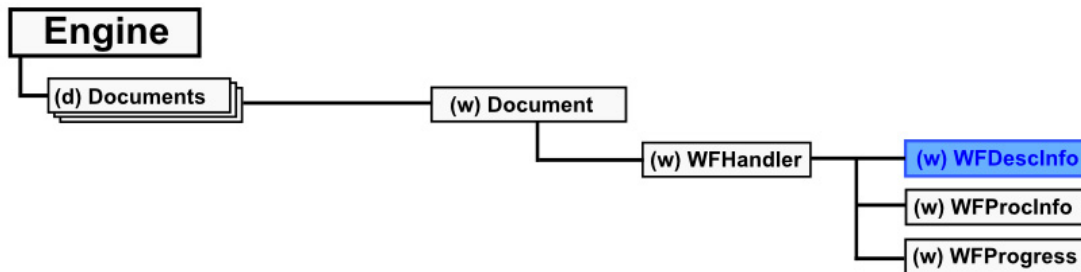 Engine
(d) Documents
(w) Document
(w) WFHandler
(w) WFDescInfo
(w) WFProcInfo
(w) WFProgress